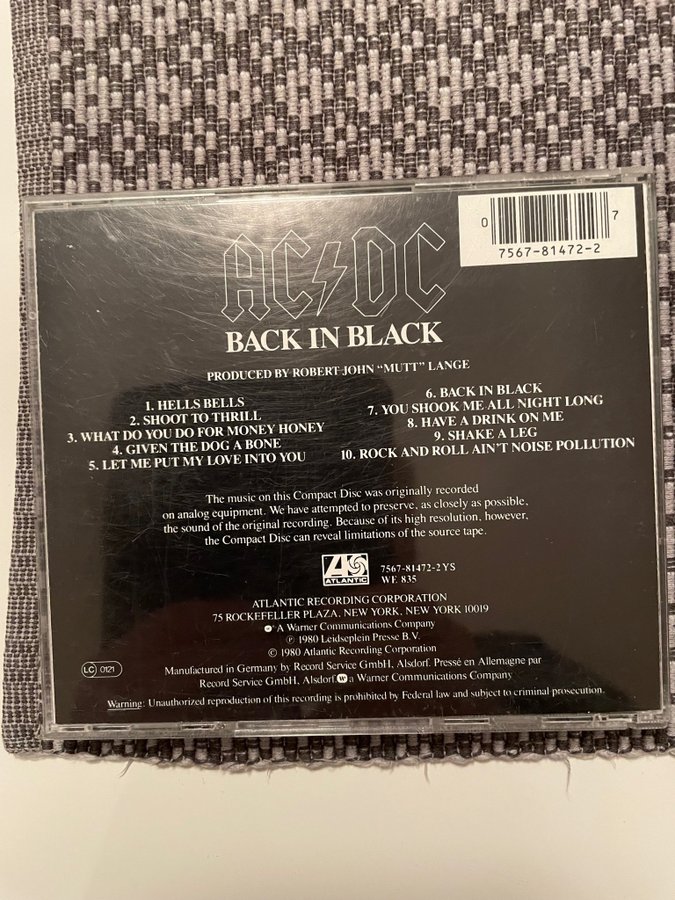 0
7
7567-81472-2
AC⚡DC
BACK IN BLACK
PRODUCED BY ROBERT JOHN “MUTT” LANGE
1. HELLS BELLS
2. SHOOT TO THRILL
3. WHAT DO YOU DO FOR MONEY HONEY
4. GIVEN THE DOG A BONE
5. LET ME PUT MY LOVE INTO YOU
6. BACK IN BLACK
7. YOU SHOOK ME ALL NIGHT LONG
8. HAVE A DRINK ON ME
9. SHAKE A LEG
10. ROCK AND ROLL AIN'T NOISE POLLUTION
The music on this Compact Disc was originally recorded
on analog equipment. We have attempted to preserve, as closely as possible,
the sound of the original recording. Because of its high resolution, however,
the Compact Disc can reveal limitations of the source tape.
ATLANTIC
7567-81472-2 YS
WE 835
ATLANTIC RECORDING CORPORATION
75 ROCKEFELLER PLAZA, NEW YORK, NEW YORK 10019
A Warner Communications Company
℗ 1980 Leidseplein Presse B.V.
© 1980 Atlantic Recording Corporation
LC 0121
Manufactured in Germany by Record Service GmbH, Alsdorf. Pressé en Allemagne par
Record Service GmbH, Alsdorf. a Warner Communications Company
Warning: Unauthorized reproduction of this recording is prohibited by Federal law and subject to criminal prosecution.